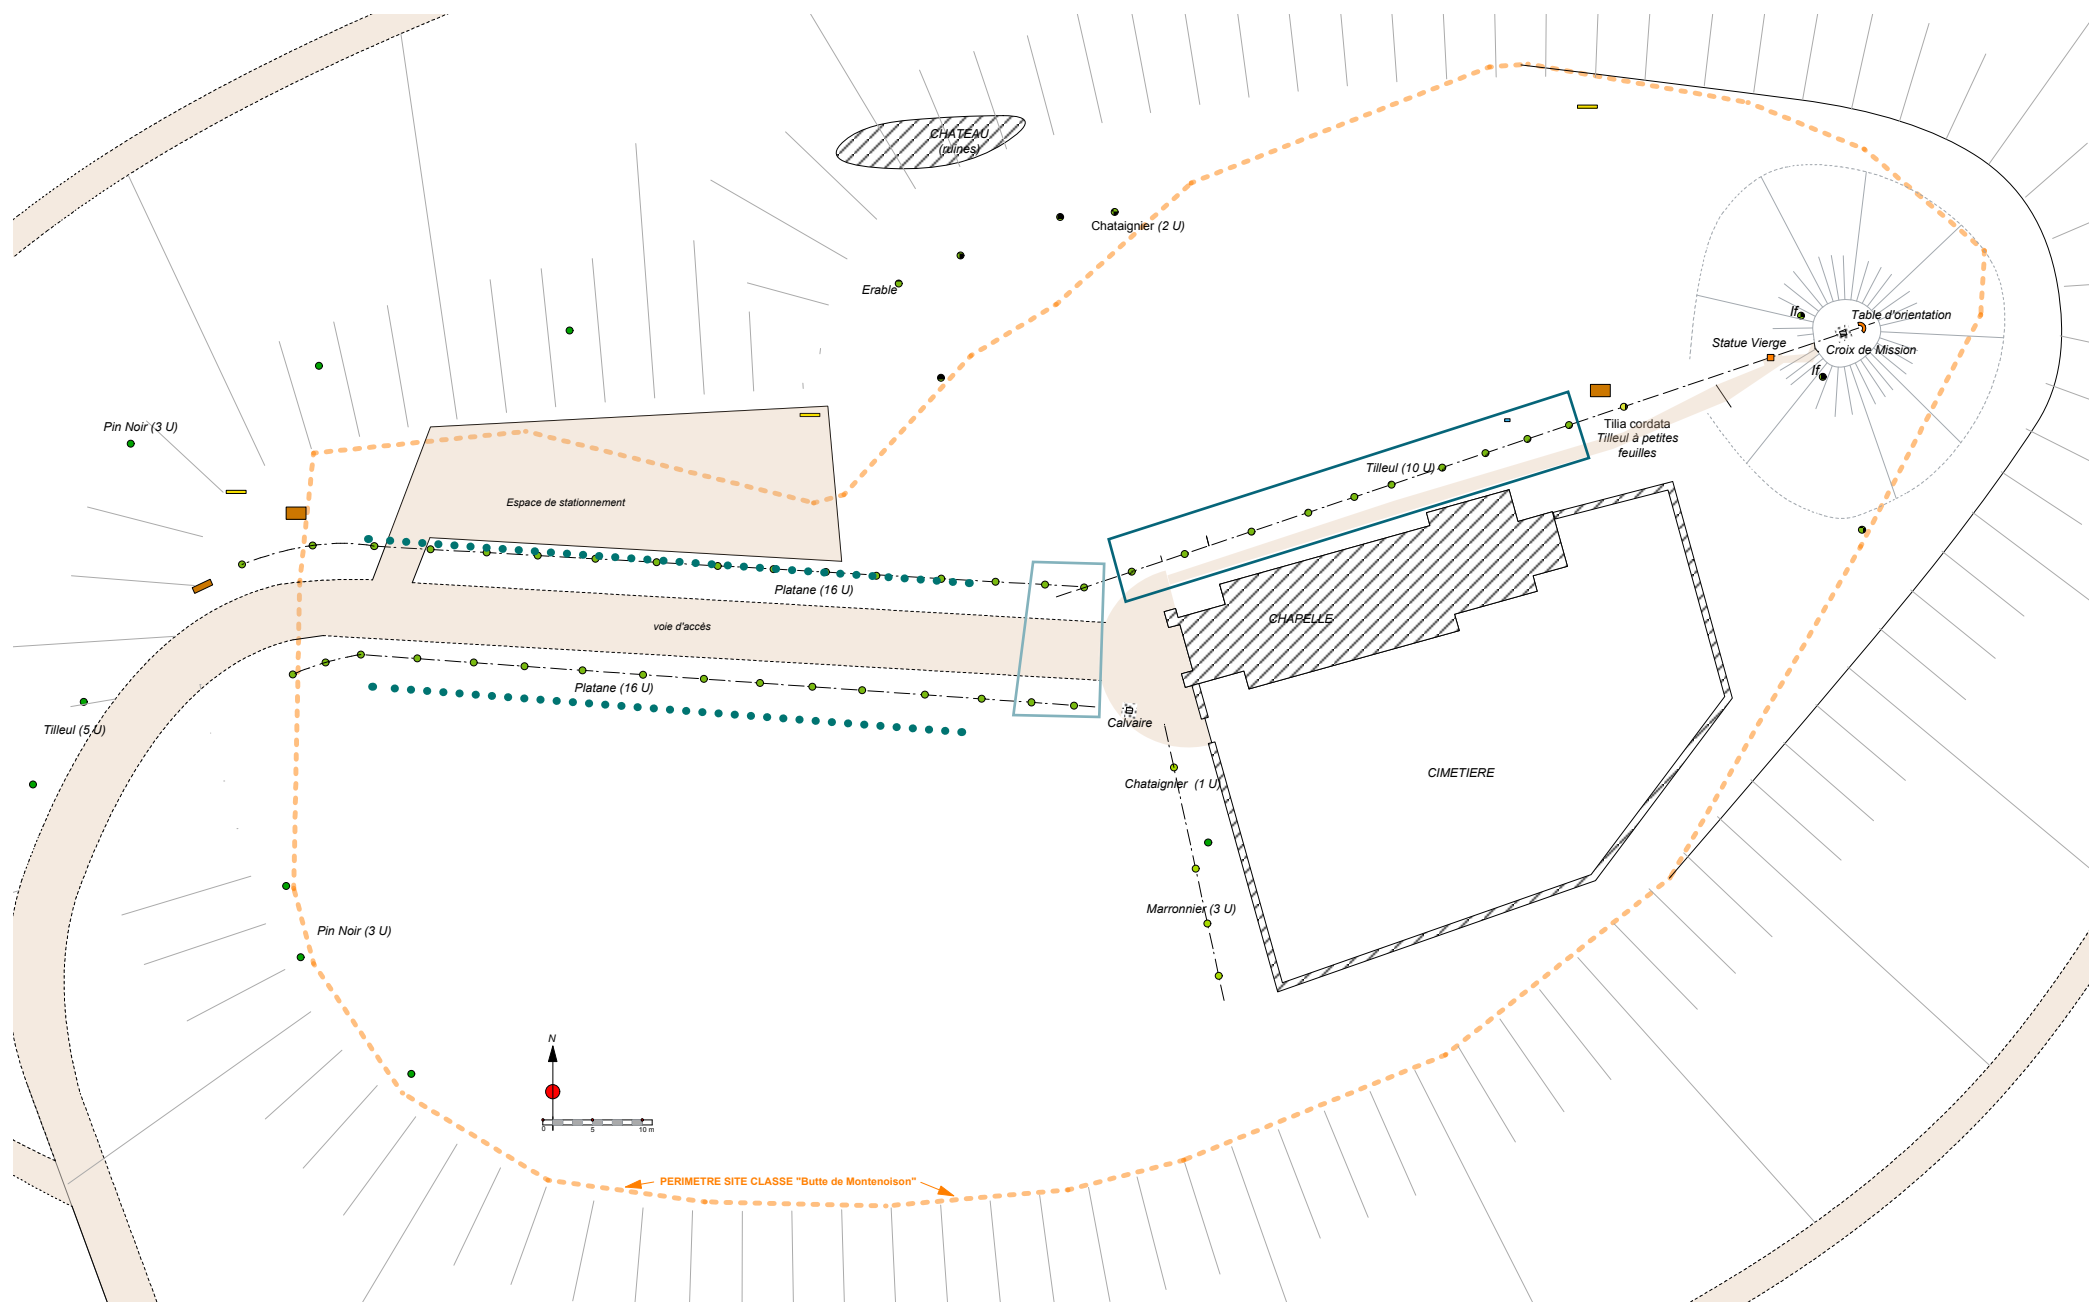 CHATEAU
(ruines)
Chataignier (2 U)
Erable
If
Table d'orientation
Statue Vierge
Croix de Mission
If
Pin Noir (3 U)
Tilia cordata
Tilleul à petites
feuilles
Tilleul (10 U)
Espace de stationnement
Platane (16 U)
voie d'accés
CHAPELLE
Platane (16 U)
Tilleul (5 U)
Calvaire
CIMETIERE
Chataignier (1 U)
Marronnier (3 U)
Pin Noir (3 U)
N
0 5 10 m
PERIMETRE SITE CLASSE "Butte de Montenoison"